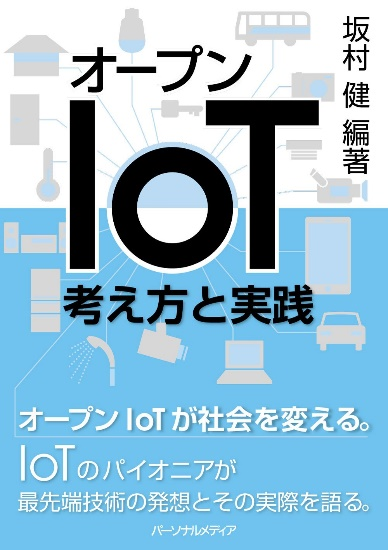 坂村 健 編著
オープン
IoT
考え方と実践
オープン IoT が社会を変える。
IoTのパイオニアが
最先端技術の発想とその実際を語る。
パーソナルメディア